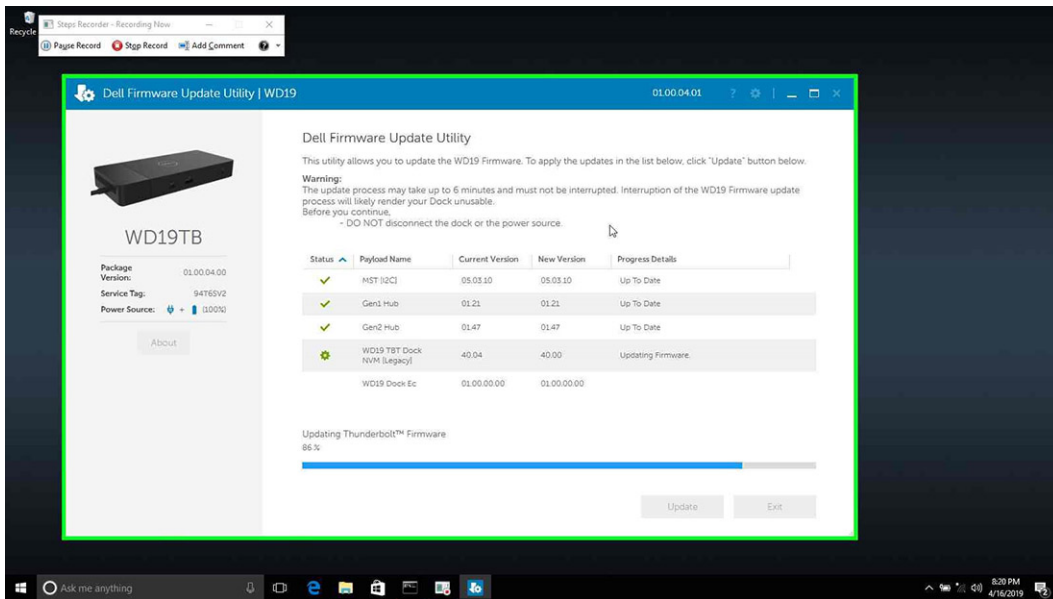 Recycle
Steps Recorder - Recording Now
Pause Record Stop Record Add Comment
Dell Firmware Update Utility | WD19 01.00.04.01
Dell Firmware Update Utility
This utility allows you to update the WD19 Firmware. To apply the updates in the list below, click "Update" button below.
Warning:
The update process may take up to 6 minutes and must not be interrupted. Interruption of the WD19 Firmware update
process will likely render your Dock unusable.
Before you continue,
- DO NOT disconnect the dock or the power source.
WD19TB
Package Version: 01.00.04.00
Service Tag: 94T6SV2
Power Source: + (100%)
About
Status Payload Name Current Version New Version Progress Details
MST [I2C] 05.03.10 05.03.10 Up To Date
Gen1 Hub 01.21 01.21 Up To Date
Gen2 Hub 01.47 01.47 Up To Date
WD19 TBT Dock NVM [Legacy] 40.04 40.00 Updating Firmware.
WD19 Dock Ec 01.00.00.00 01.00.00.00
Updating Thunderbolt™ Firmware
86 %
Update Exit
Ask me anything
8:20 PM
4/16/2019